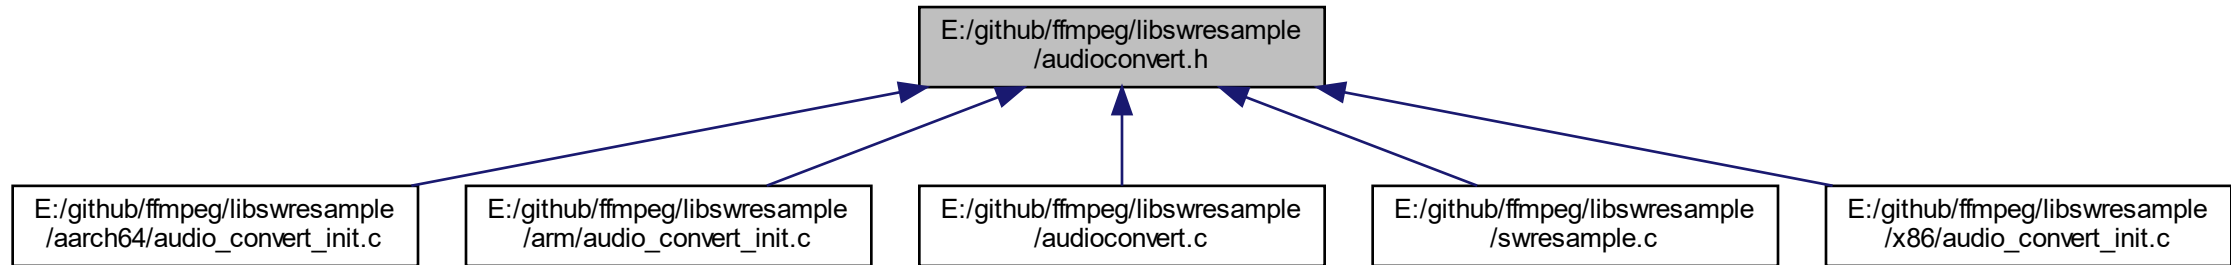 E:/github/ffmpeg/libswresample
/audioconvert.h
E:/github/ffmpeg/libswresample
/aarch64/audio_convert_init.c
E:/github/ffmpeg/libswresample
/arm/audio_convert_init.c
E:/github/ffmpeg/libswresample
/audioconvert.c
E:/github/ffmpeg/libswresample
/swresample.c
E:/github/ffmpeg/libswresample
/x86/audio_convert_init.c